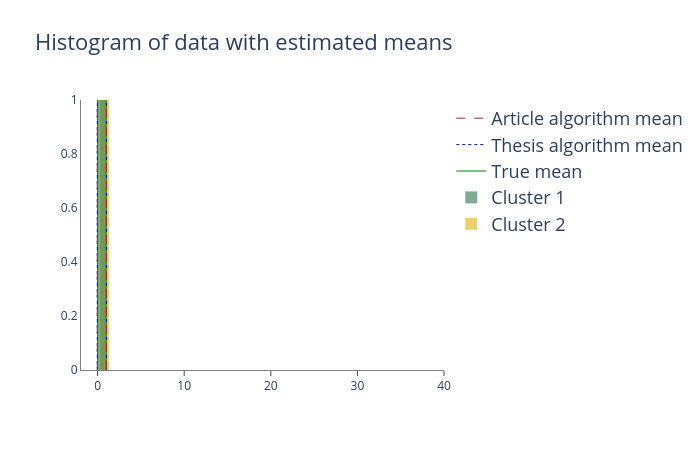 Histogram of data with estimated means
1
0.8
0.6
0.4
0.2
0
0 10 20 30 40
Article algorithm mean
Thesis algorithm mean
True mean
Cluster 1
Cluster 2